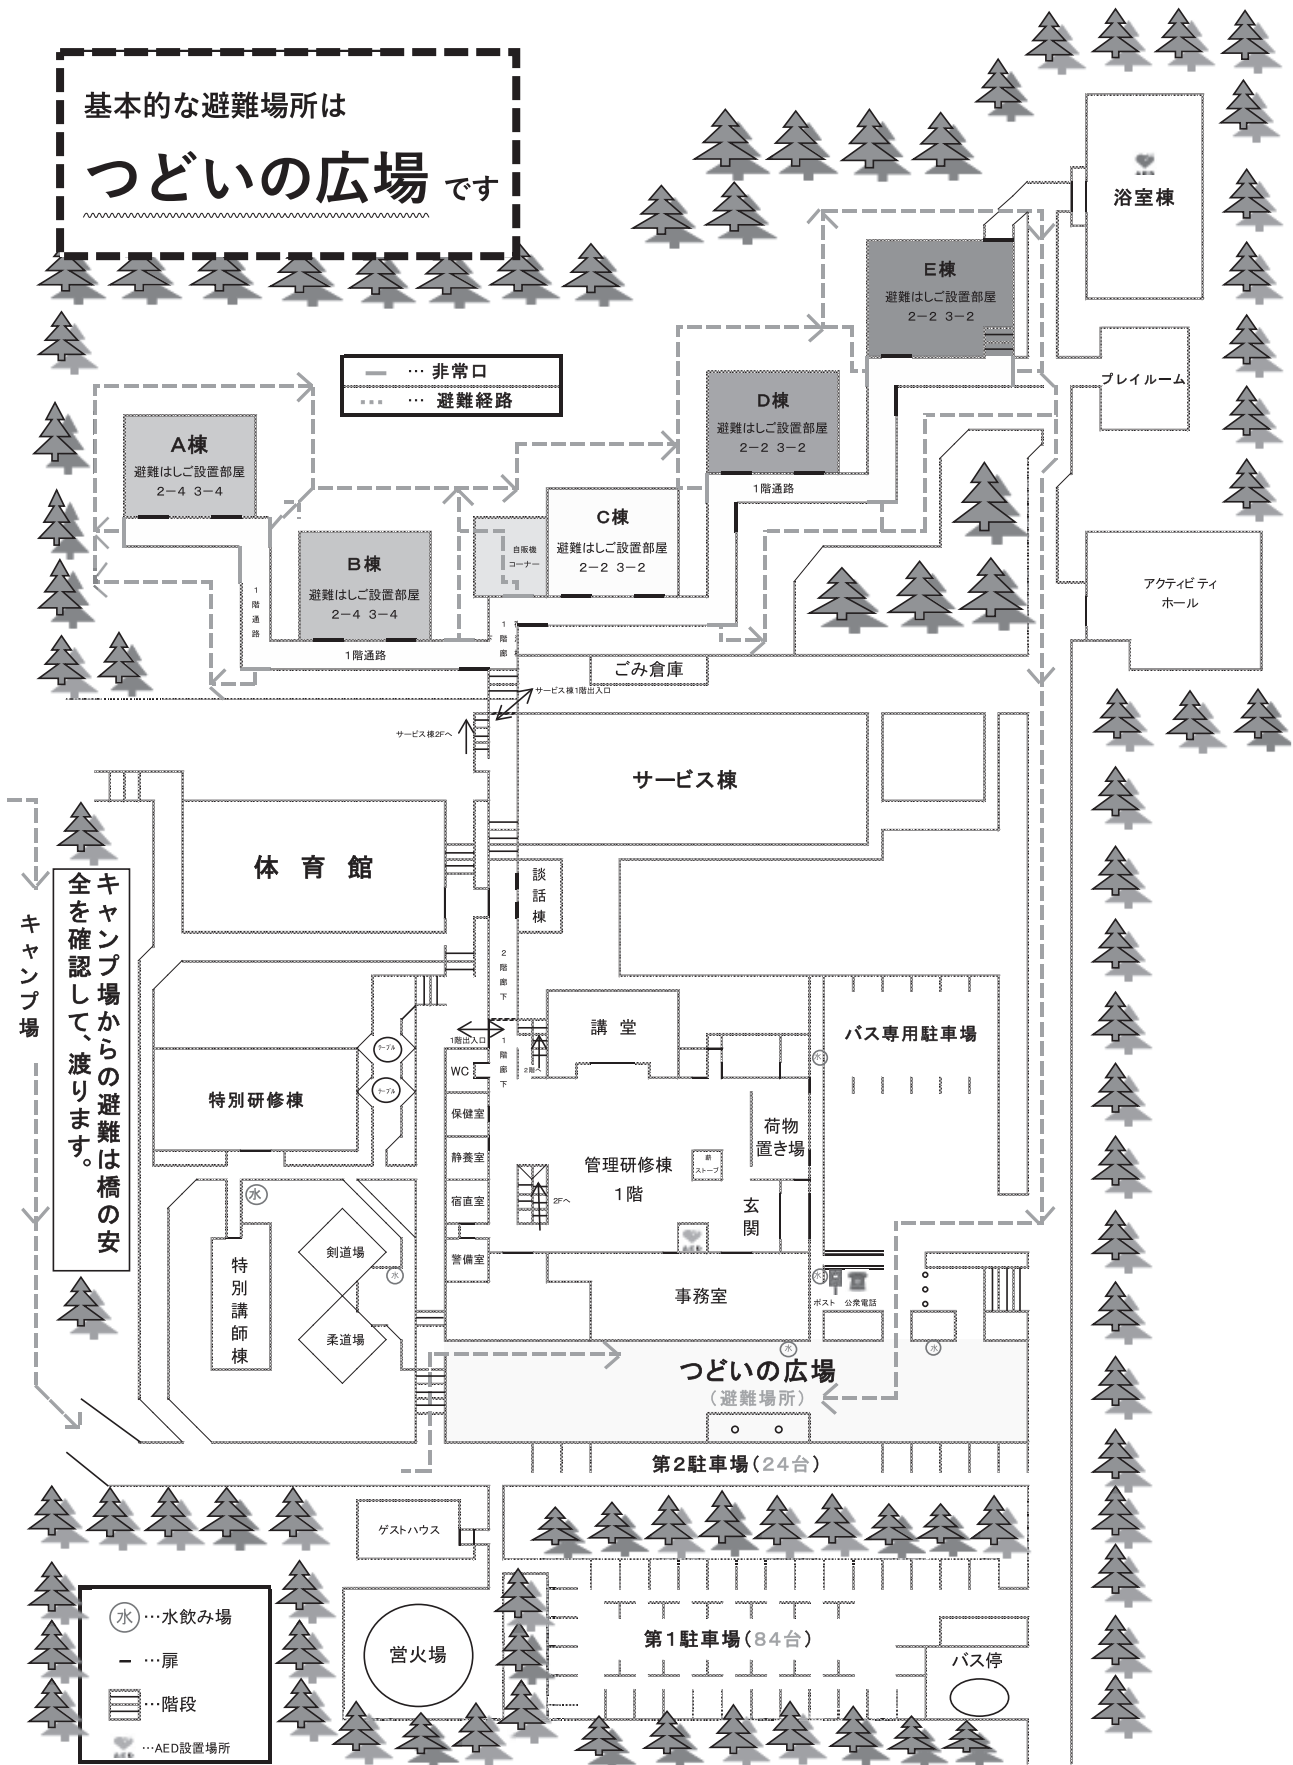 基本的な避難場所は
つどいの広場 です
浴室棟
E棟
避難はしご設置部屋
2−2 3−2
… 非常口
… 避難経路
プレイルーム
D棟
避難はしご設置部屋
2−2 3−2
A棟
避難はしご設置部屋
2−4 3−4
1階通路
C棟
避難はしご設置部屋
2−2 3−2
自販機
コーナー
B棟
避難はしご設置部屋
2−4 3−4
アクティビティ
ホール
1階通路
1階通路
1階廊
ごみ倉庫
サービス棟1階出入口
サービス棟2Fへ
サービス棟
体育館
談話棟
キャンプ場からの避難は橋の安
全を確認して、渡ります。
キャンプ場
2階廊下
講堂
バス専用駐車場
水
1階出入口
1階廊下
2階へ
テーブル
テーブル
WC
特別研修棟
保健室
荷物
置き場
静養室
管理研修棟
1階
薪
ストーブ
水
宿直室
2Fへ
玄関
AED
警備室
剣道場
水
特別講師棟
事務室
水
ポスト
公衆電話
柔道場
水
水
つどいの広場
（避難場所）
第2駐車場（24台）
ゲストハウス
水…水飲み場
…扉
…階段
AED…AED設置場所
営火場
第1駐車場（84台）
バス停